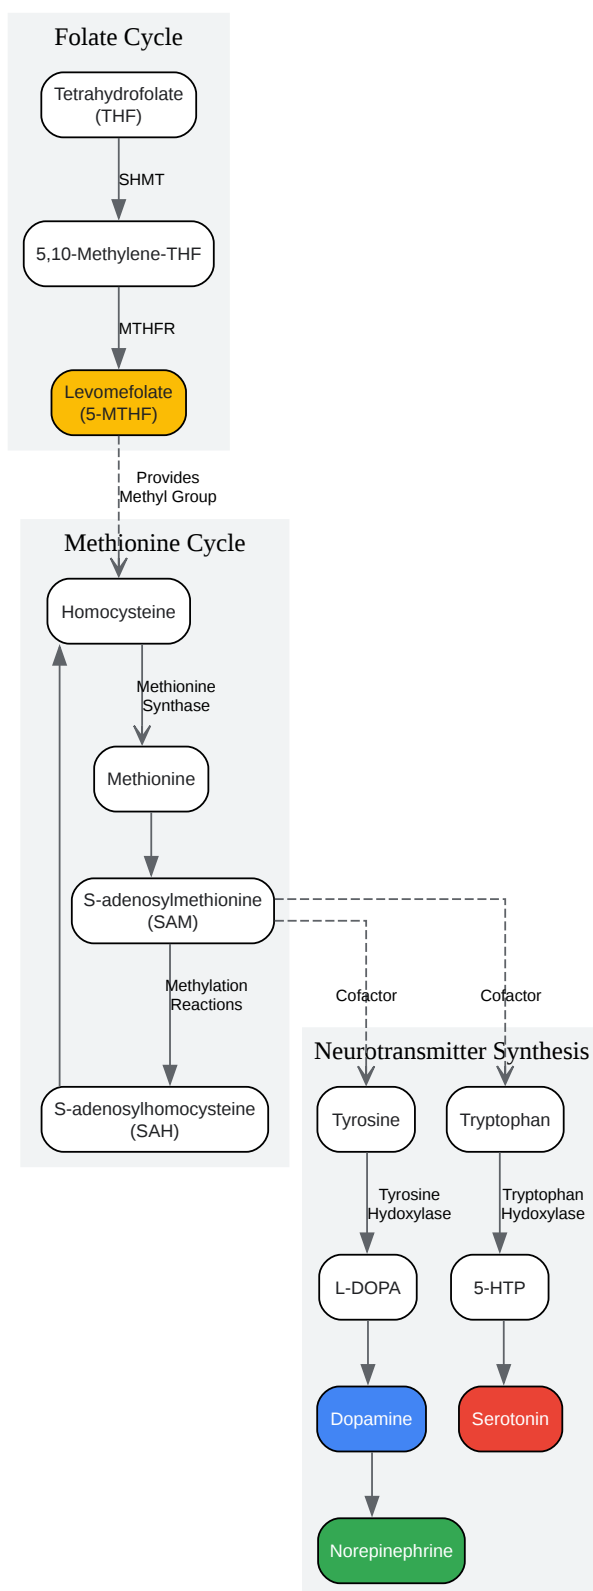 Folate Cycle
Tetrahydrofolate
(THF)
SHMT
5,10-Methylene-THF
MTHFR
Levomefolate
(5-MTHF)
Provides
Methyl Group
Methionine Cycle
Homocysteine
Methionine
Synthase
Methionine
S-adenosylmethionine
(SAM)
Methylation
Reactions
S-adenosylhomocysteine
(SAH)
Cofactor
Cofactor
Neurotransmitter Synthesis
Tyrosine
Tryptophan
Tyrosine
Hydoxylase
Tryptophan
Hydoxylase
L-DOPA
5-HTP
Dopamine
Serotonin
Norepinephrine